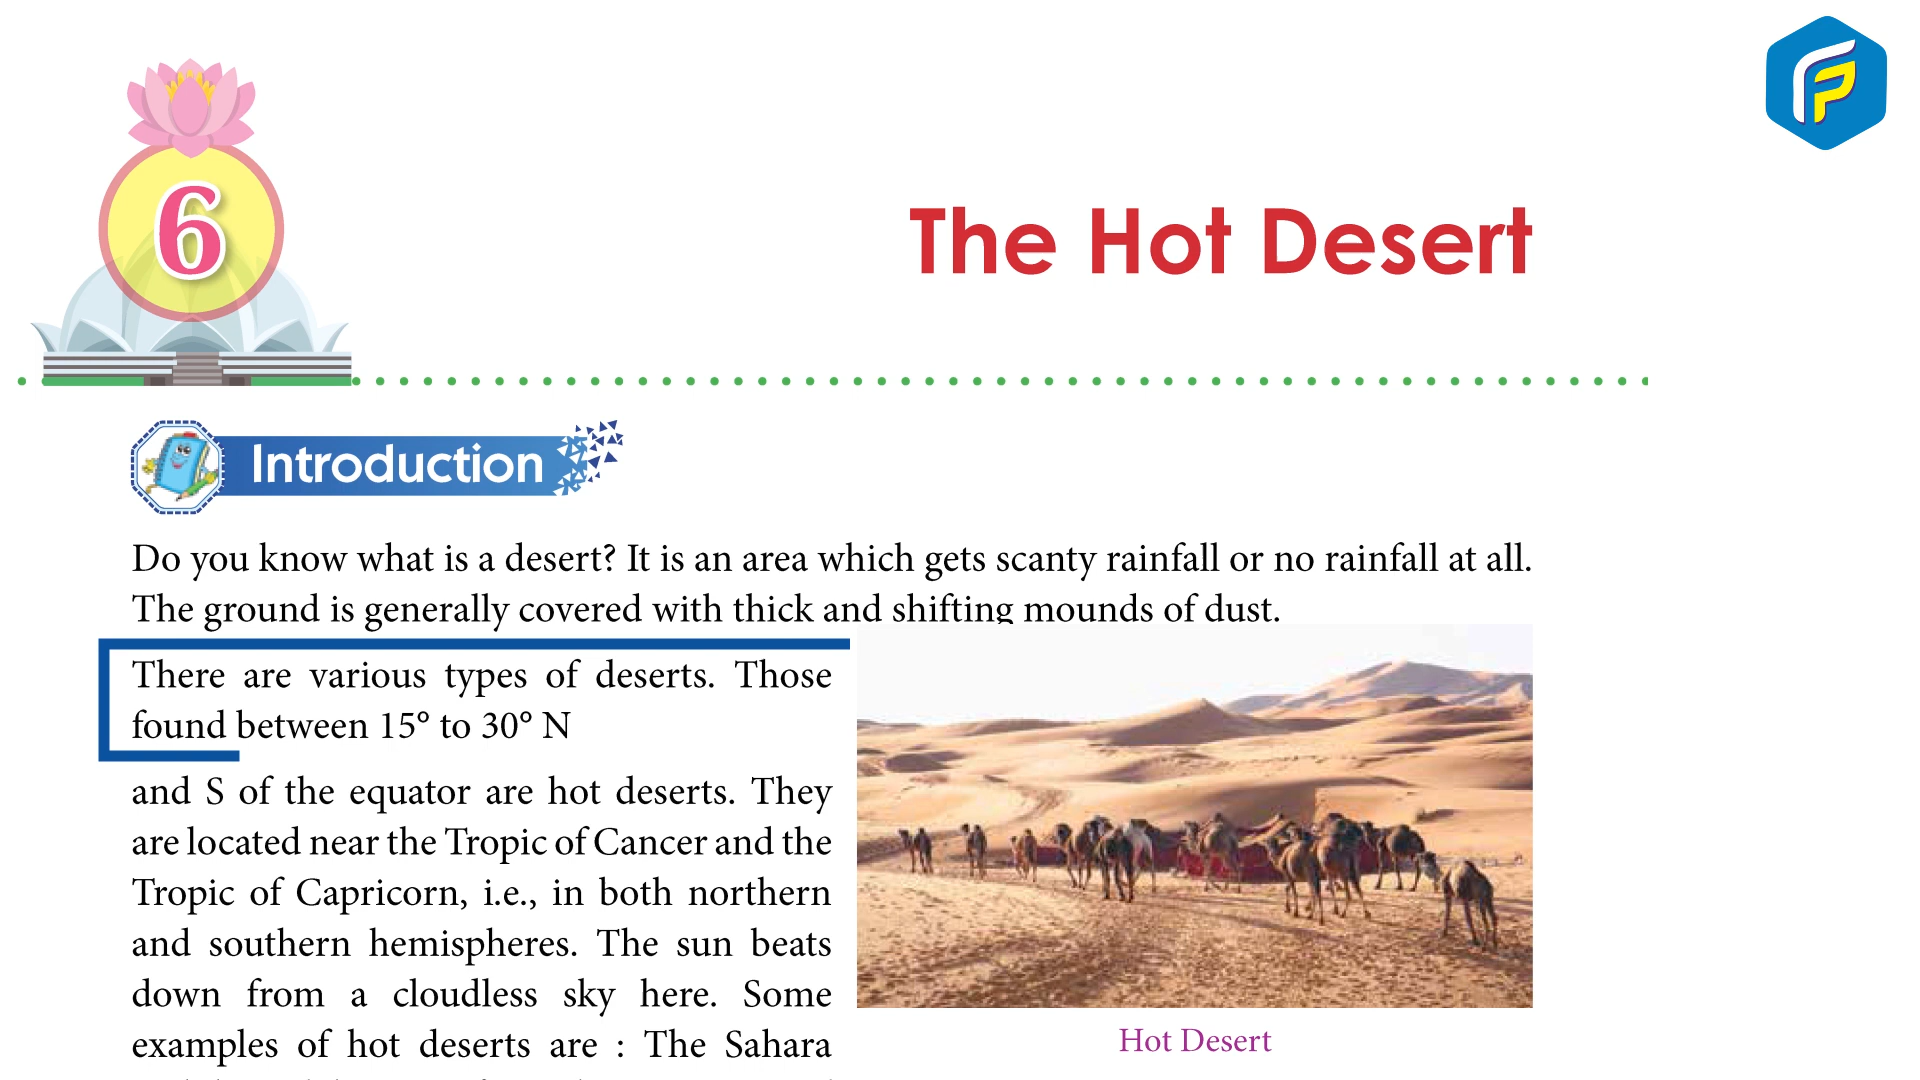 6
The Hot Desert
Introduction
Do you know what is a desert? It is an area which gets scanty rainfall or no rainfall at all.
The ground is generally covered with thick and shifting mounds of dust.
There are various types of deserts. Those
found between 15° to 30° N
and S of the equator are hot deserts. They
are located near the Tropic of Cancer and the
Tropic of Capricorn, i.e., in both northern
and southern hemispheres. The sun beats
down from a cloudless sky here. Some
examples of hot deserts are : The Sahara
Hot Desert